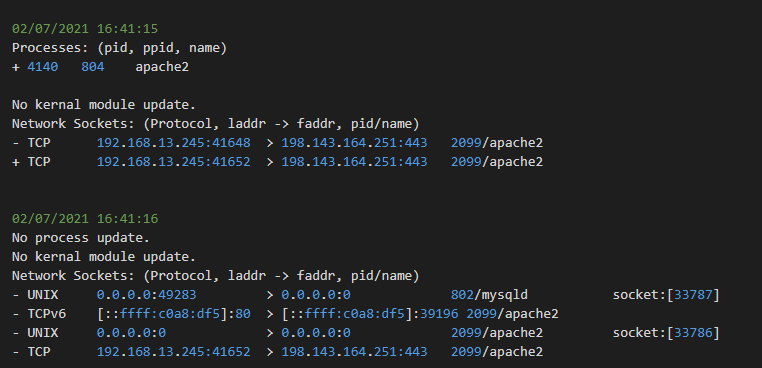 02/07/2021 16:41:15
Processes: (pid, ppid, name)
+ 4140 804 apache2
No kernel module update.
Network Sockets: (Protocol, laddr -> faddr, pid/name)
- TCP 192.168.13.245:41648 > 198.143.164.251:443 2099/apache2
+ TCP 192.168.13.245:41652 > 198.143.164.251:443 2099/apache2
02/07/2021 16:41:16
No process update.
No kernel module update.
Network Sockets: (Protocol, laddr -> faddr, pid/name)
- UNIX 0.0.0.0:49283 > 0.0.0.0:0 802/mysqld socket:[33787]
- TCPv6 [::ffff:c0a8:df5]:80 > [::ffff:c0a8:df5]:39196 2099/apache2
- UNIX 0.0.0.0:0 > 0.0.0.0:0 2099/apache2 socket:[33786]
- TCP 192.168.13.245:41652 > 198.143.164.251:443 2099/apache2